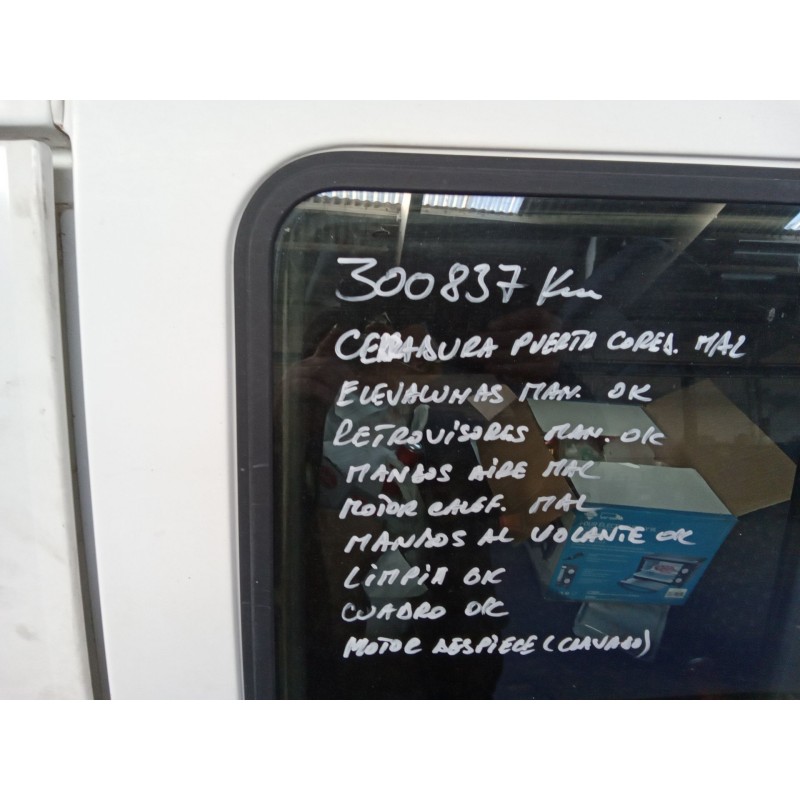 300837 Km
CERRADURA PUERTA CORED. MAL
ELEVALUNAS MAN. OK
RETROVISORES MAN. OK
MANDOS AIRE MAL
MOTOR CALEF. MAL
MANDOS AL VOLANTE OK
LIMPIA OK
CUADRO OK
MOTOR DESPIECE (CLAVADO)